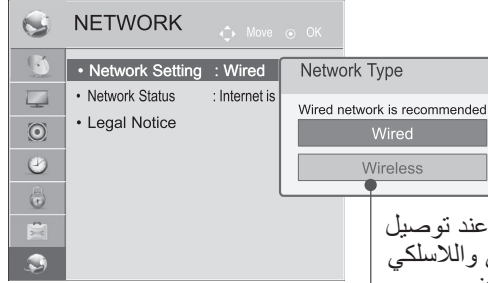 NETWORK
Move OK
• Network Setting : Wired
• Network Status : Internet is
• Legal Notice
Network Type
Wired network is recommended
Wired
Wireless
عند توصيل
واللاسلكي